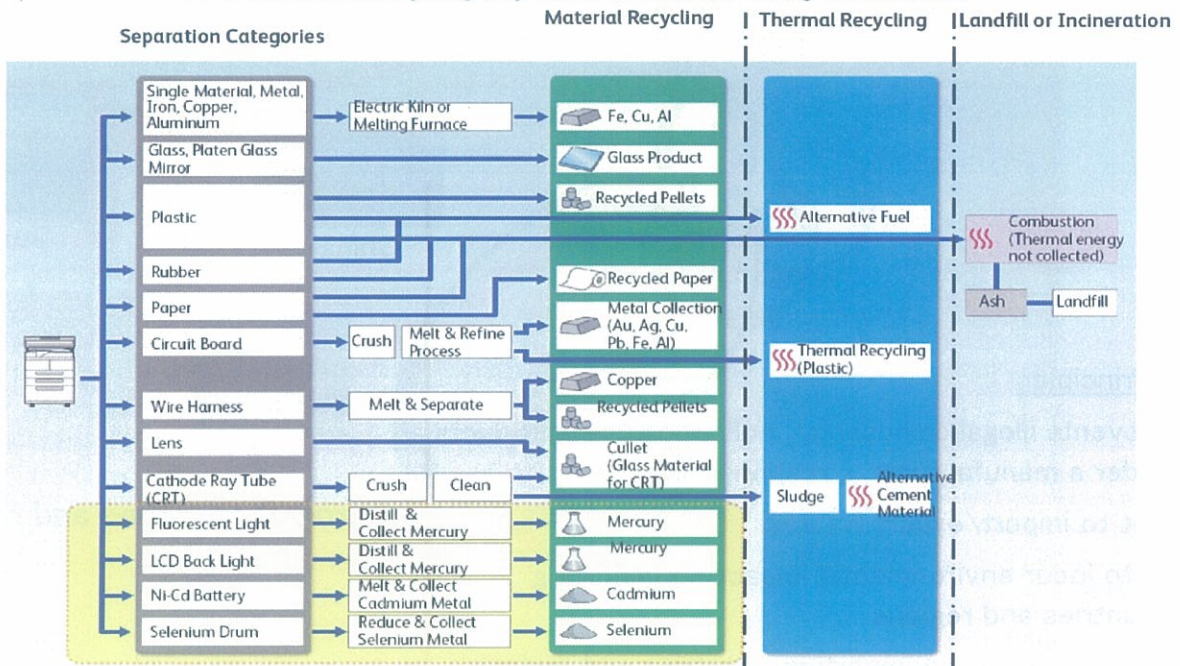 Material Recycling
Thermal Recycling
Landfill or Incineration
Separation Categories
Single Material, Metal,
Iron, Copper,
Aluminum
Electric Kiln or
Melting Furnace
Fe, Cu, Al
Glass, Platen Glass
Mirror
Glass Product
Plastic
Recycled Pellets
Alternative Fuel
Combustion
(Thermal energy
not collected)
Rubber
Paper
Recycled Paper
Ash
Landfill
Circuit Board
Crush
Melt & Refine
Process
Metal Collection
(Au, Ag, Cu,
Pb, Fe, Al)
Thermal Recycling
(Plastic)
Wire Harness
Melt & Separate
Copper
Recycled Pellets
Lens
Cullet
(Glass Material
for CRT)
Cathode Ray Tube
(CRT)
Crush
Clean
Sludge
Alternative
Cement
Material
Fluorescent Light
Distill &
Collect Mercury
Mercury
LCD Back Light
Distill &
Collect Mercury
Mercury
Ni-Cd Battery
Melt & Collect
Cadmium Metal
Cadmium
Selenium Drum
Reduce & Collect
Selenium Metal
Selenium